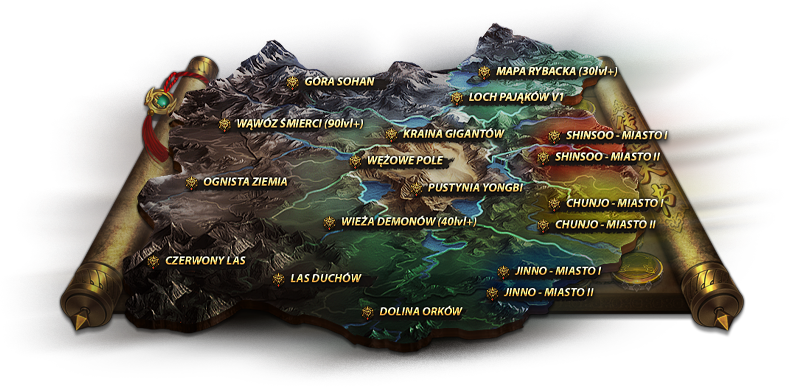 MAPA RYBACKA (30lvl+)
GÓRA SOHAN
LOCH PAJĄKÓW V1
WĄWÓZ ŚMIERCI (90lvl+)
KRAINA GIGANTÓW
SHINSOO - MIASTO I
WĘŻOWE POLE
SHINSOO - MIASTO II
OGNISTA ZIEMIA
PUSTYNIA YONGBI
CHUNJO - MIASTO I
WIEŻA DEMONÓW (40lvl+)
CHUNJO - MIASTO II
CZERWONY LAS
JINNO - MIASTO I
LAS DUCHÓW
JINNO - MIASTO II
DOLINA ORKÓW